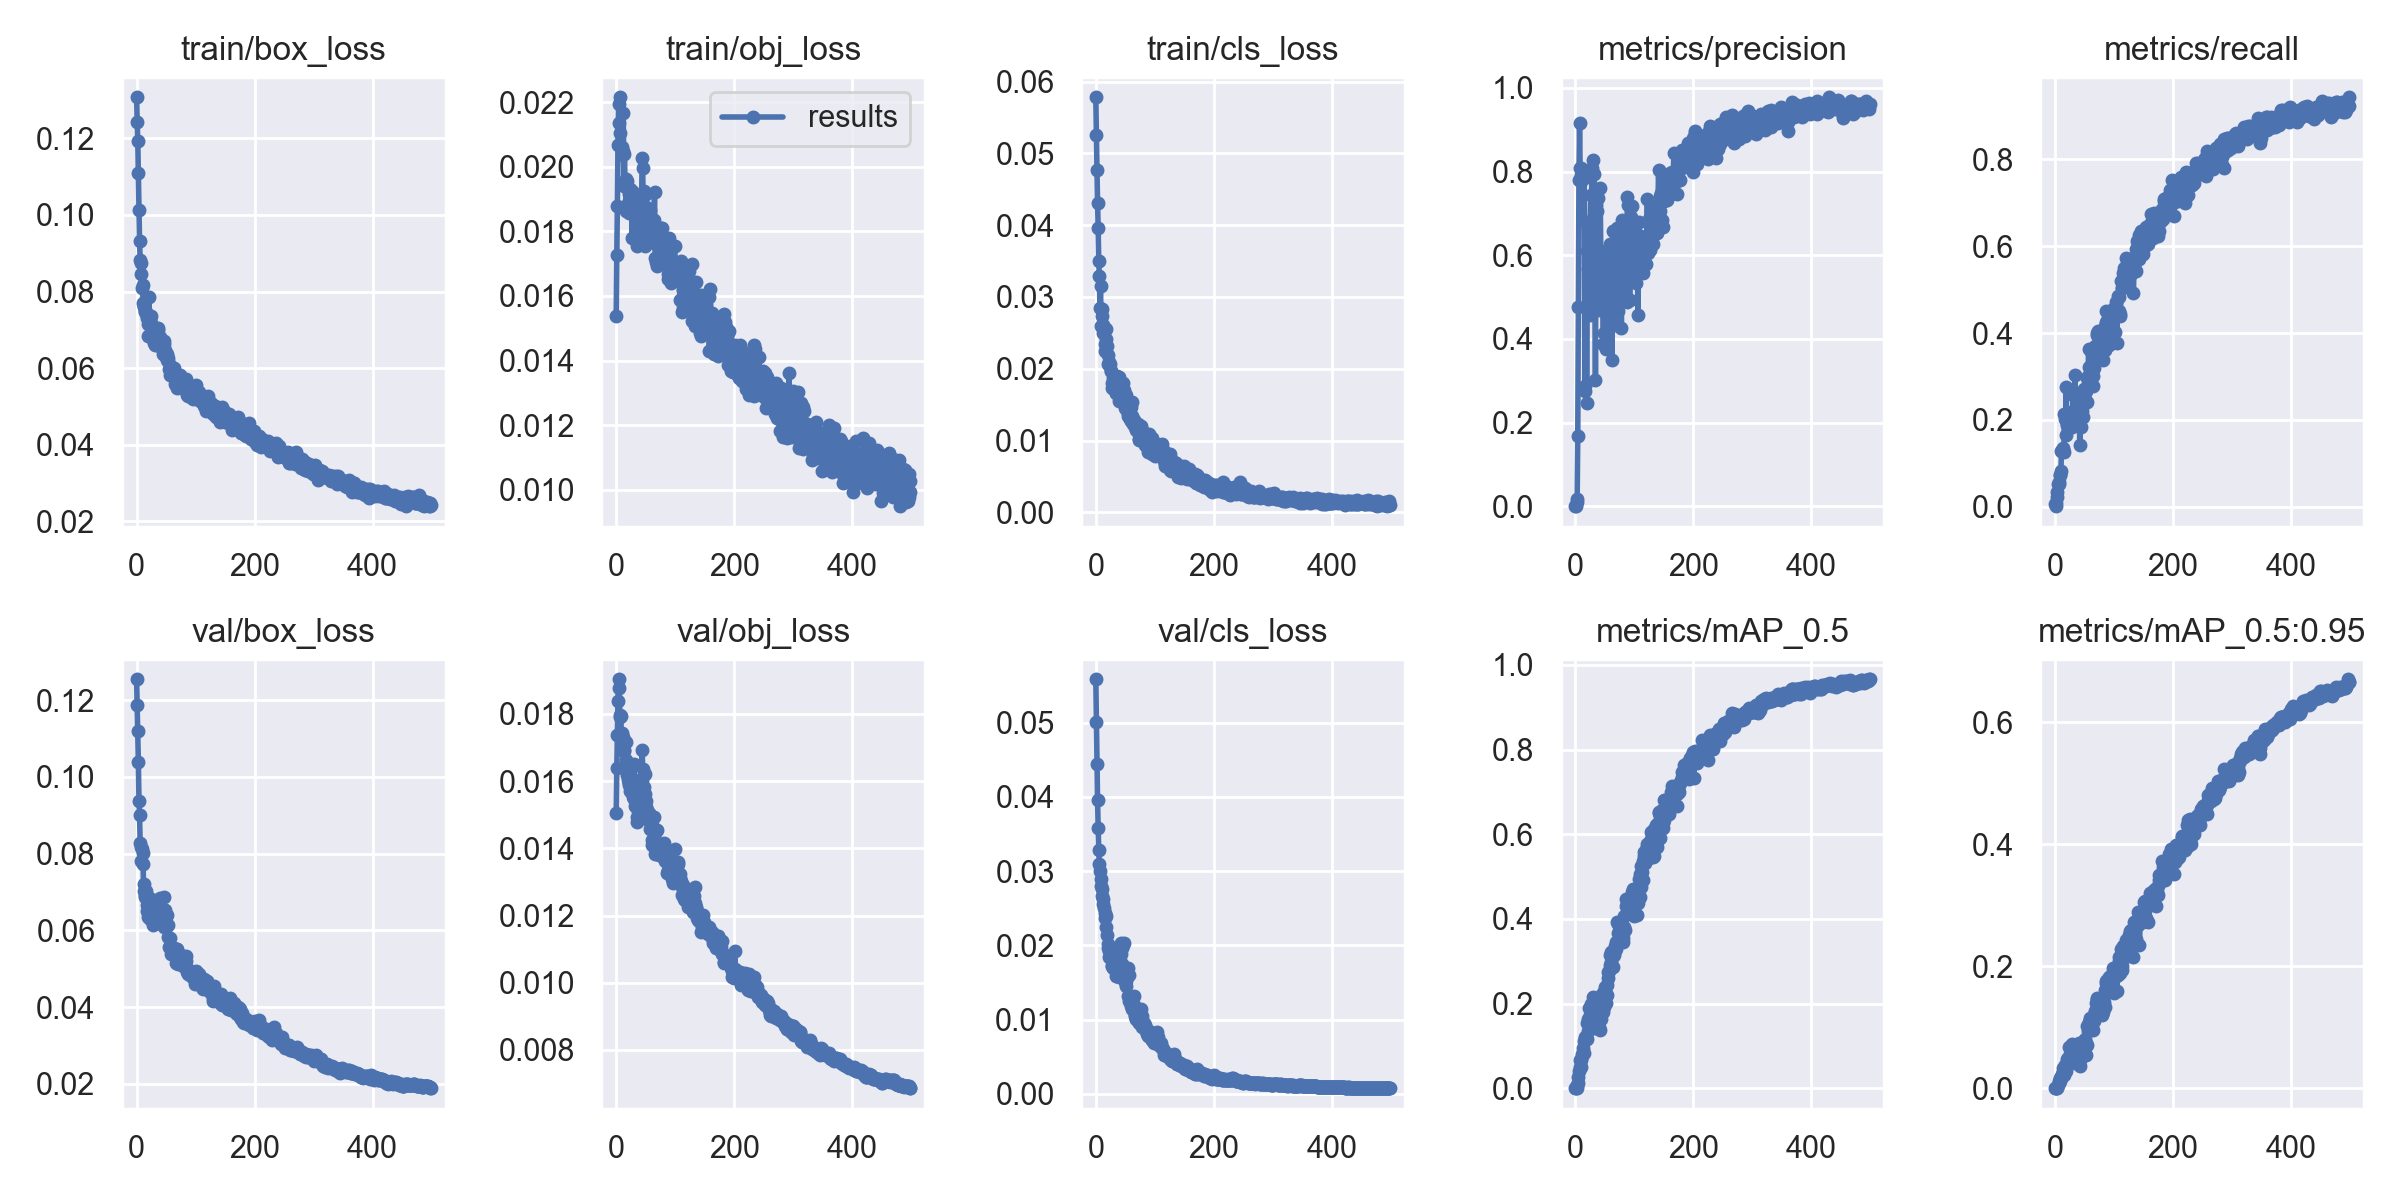 train/box_loss
0.12
0.10
0.08
0.06
0.04
0.02
0 200 400
train/obj_loss
results
0.022
0.020
0.018
0.016
0.014
0.012
0.010
0 200 400
train/cls_loss
0.06
0.05
0.04
0.03
0.02
0.01
0.00
0 200 400
metrics/precision
1.0
0.8
0.6
0.4
0.2
0.0
0 200 400
metrics/recall
0.8
0.6
0.4
0.2
0.0
0 200 400
val/box_loss
0.12
0.10
0.08
0.06
0.04
0.02
0 200 400
val/obj_loss
0.018
0.016
0.014
0.012
0.010
0.008
0 200 400
val/cls_loss
0.05
0.04
0.03
0.02
0.01
0.00
0 200 400
metrics/mAP_0.5
1.0
0.8
0.6
0.4
0.2
0.0
0 200 400
metrics/mAP_0.5:0.95
0.6
0.4
0.2
0.0
0 200 400